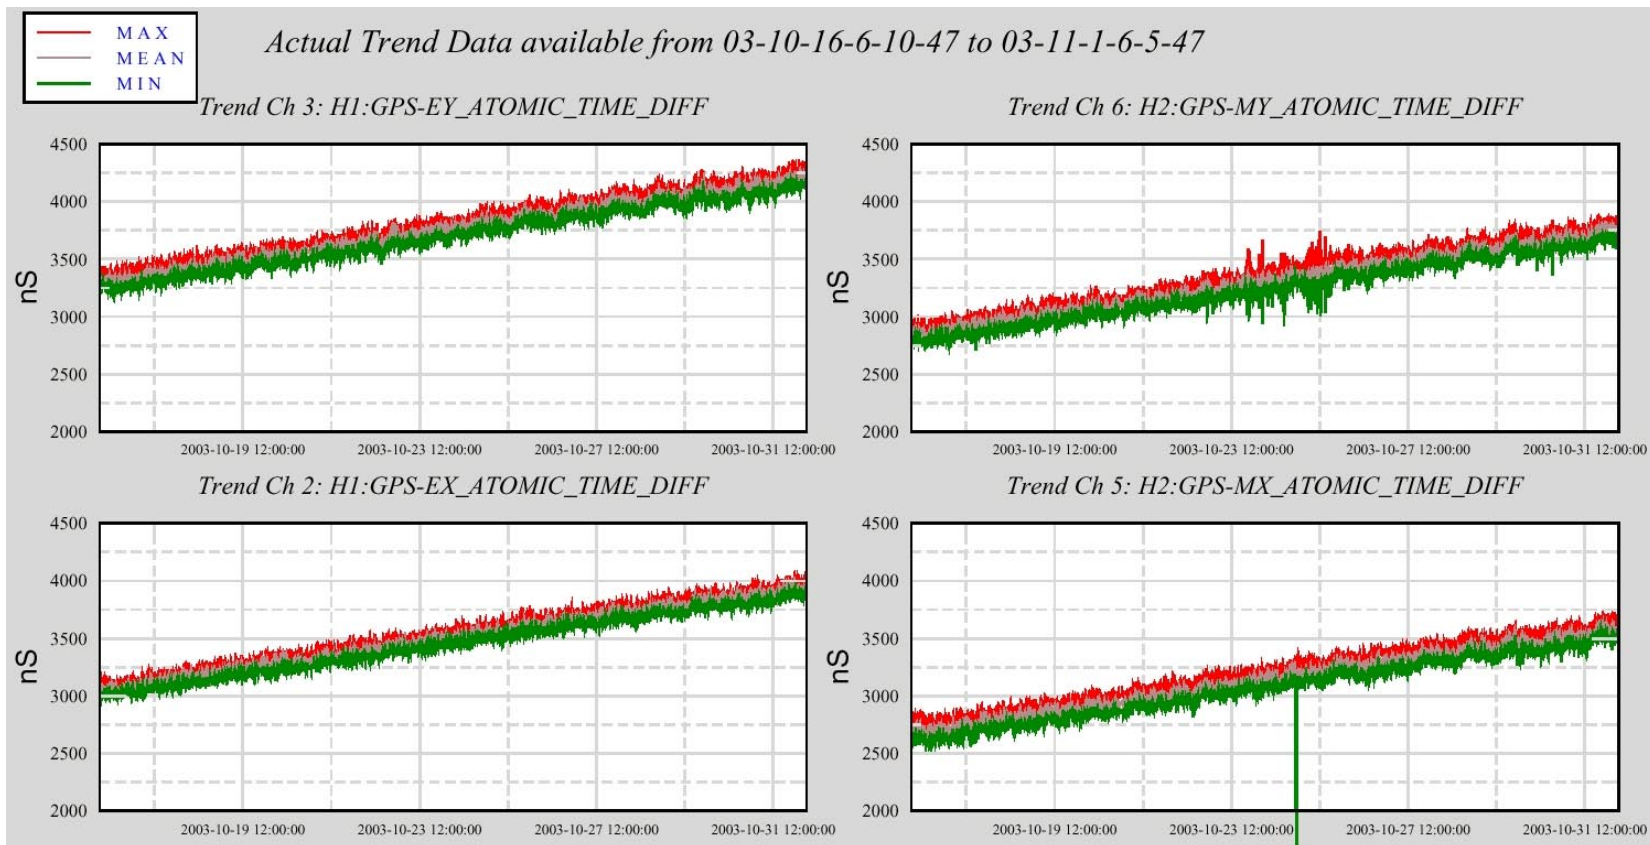 MAX
MEAN
MIN
Actual Trend Data available from 03-10-16-6-10-47 to 03-11-1-6-5-47
Trend Ch 3: H1:GPS-EY_ATOMIC_TIME_DIFF
4500
4000
3500
3000
2500
2000
nS
2003-10-19 12:00:00 2003-10-23 12:00:00 2003-10-27 12:00:00 2003-10-31 12:00:00
Trend Ch 6: H2:GPS-MY_ATOMIC_TIME_DIFF
4500
4000
3500
3000
2500
2000
nS
2003-10-19 12:00:00 2003-10-23 12:00:00 2003-10-27 12:00:00 2003-10-31 12:00:00
Trend Ch 2: H1:GPS-EX_ATOMIC_TIME_DIFF
4500
4000
3500
3000
2500
2000
nS
2003-10-19 12:00:00 2003-10-23 12:00:00 2003-10-27 12:00:00 2003-10-31 12:00:00
Trend Ch 5: H2:GPS-MX_ATOMIC_TIME_DIFF
4500
4000
3500
3000
2500
2000
nS
2003-10-19 12:00:00 2003-10-23 12:00:00 2003-10-27 12:00:00 2003-10-31 12:00:00